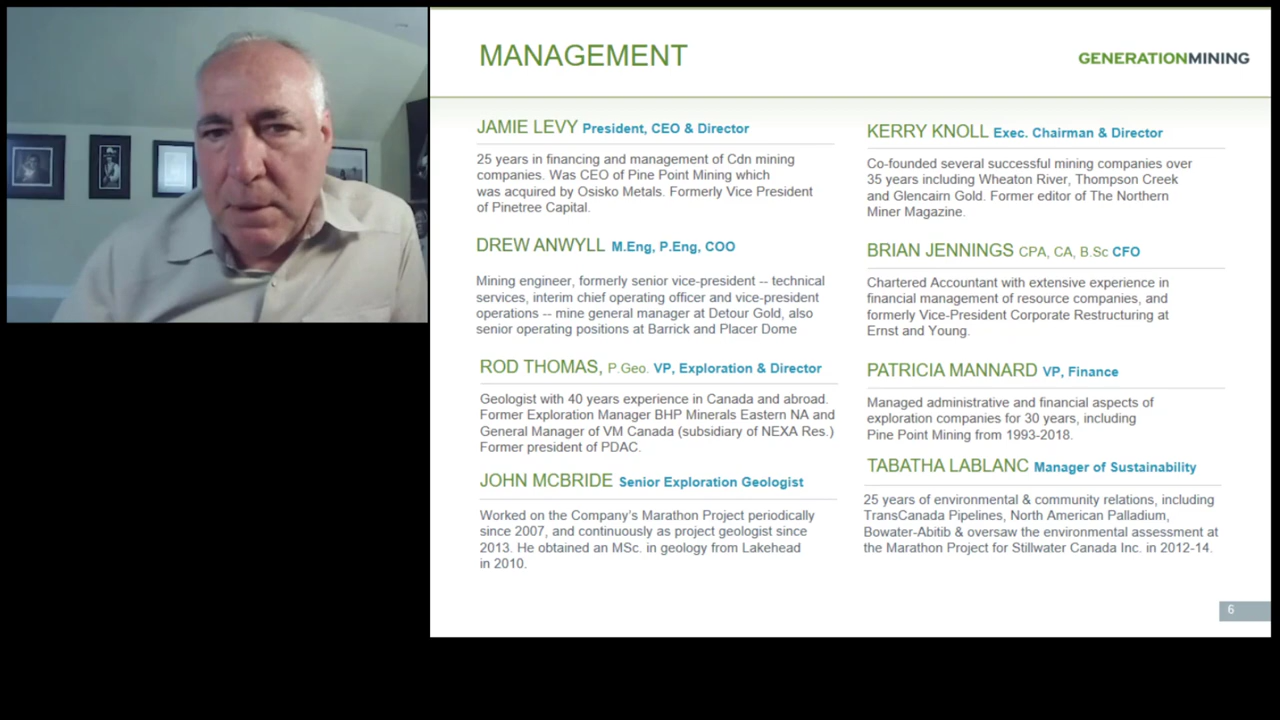 MANAGEMENT
GENERATIONMINING
JAMIE LEVY President, CEO & Director
25 years in financing and management of Cdn mining
companies. Was CEO of Pine Point Mining which
was acquired by Osisko Metals. Formerly Vice President
of Pinetree Capital.
DREW ANWYLL M.Eng, P.Eng, COO
Mining engineer, formerly senior vice-president -- technical
services, interim chief operating officer and vice-president
operations -- mine general manager at Detour Gold, also
senior operating positions at Barrick and Placer Dome
ROD THOMAS, P.Geo. VP, Exploration & Director
Geologist with 40 years experience in Canada and abroad.
Former Exploration Manager BHP Minerals Eastern NA and
General Manager of VM Canada (subsidiary of NEXA Res.)
Former president of PDAC.
JOHN MCBRIDE Senior Exploration Geologist
Worked on the Company's Marathon Project periodically
since 2007, and continuously as project geologist since
2013. He obtained an MSc. in geology from Lakehead
in 2010.
KERRY KNOLL Exec. Chairman & Director
Co-founded several successful mining companies over
35 years including Wheaton River, Thompson Creek
and Glencairn Gold. Former editor of The Northern
Miner Magazine.
BRIAN JENNINGS CPA, CA, B.Sc CFO
Chartered Accountant with extensive experience in
financial management of resource companies, and
formerly Vice-President Corporate Restructuring at
Ernst and Young.
PATRICIA MANNARD VP, Finance
Managed administrative and financial aspects of
exploration companies for 30 years, including
Pine Point Mining from 1993-2018.
TABATHA LABLANC Manager of Sustainability
25 years of environmental & community relations, including
TransCanada Pipelines, North American Palladium,
Bowater-Abitib & oversaw the environmental assessment at
the Marathon Project for Stillwater Canada Inc. in 2012-14.
6